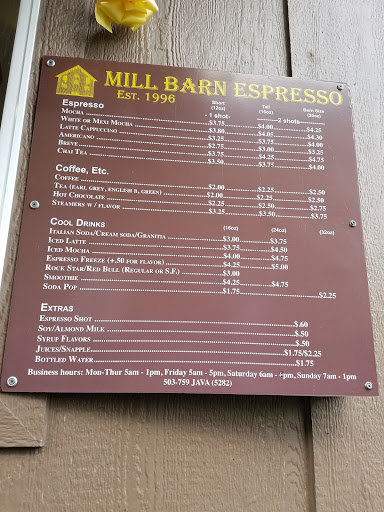 MILL BARN ESPRESSO
EST. 1996
Short Tall Barn Size
Espresso (12oz) (16oz) (20oz)
- 1 shot- ------2 shots-----
MOCHA $3.75 $4.00 $4.25
WHITE OR MEXI MOCHA $3.80 $4.05 $4.30
LATTE CAPPUCCINO $3.25 $3.75 $4.00
AMERICANO $2.75 $3.00 $3.25
BREVE $3.75 $4.25 $4.75
CHAI TEA $3.50 $3.75 $4.00
Coffee, Etc.
COFFEE $2.00 $2.25 $2.50
TEA (EARL GREY, ENGLISH B, GREEN) $2.00 $2.25 $2.50
HOT CHOCOLATE $2.25 $2.50 $2.75
STEAMERS W/ FLAVOR $3.25 $3.50 $3.75
COOL DRINKS (16oz) (24oz) (32oz)
ITALIAN SODA/CREAM SODA/GRANITIA $3.00 $3.75
ICED LATTE $3.75 $4.50
ICED MOCHA $4.00 $4.75
ESPRESSO FREEZE (+.50 FOR FLAVOR) $4.25 $5.00
ROCK STAR/RED BULL (REGULAR OR S.F.) $3.00
SMOOTHIE $4.25 $4.75
SODA POP $1.75 $2.25
EXTRAS
ESPRESSO SHOT $.60
SOY/ALMOND MILK $.50
SYRUP FLAVORS $.50
JUICES/SNAPPLE $1.75/$2.25
BOTTLED WATER $1.75
Business hours: Mon-Thur 5am - 1pm, Friday 5am - 5pm, Saturday 6am - pm, Sunday 7am - 1pm
503-759 JAVA (5282)